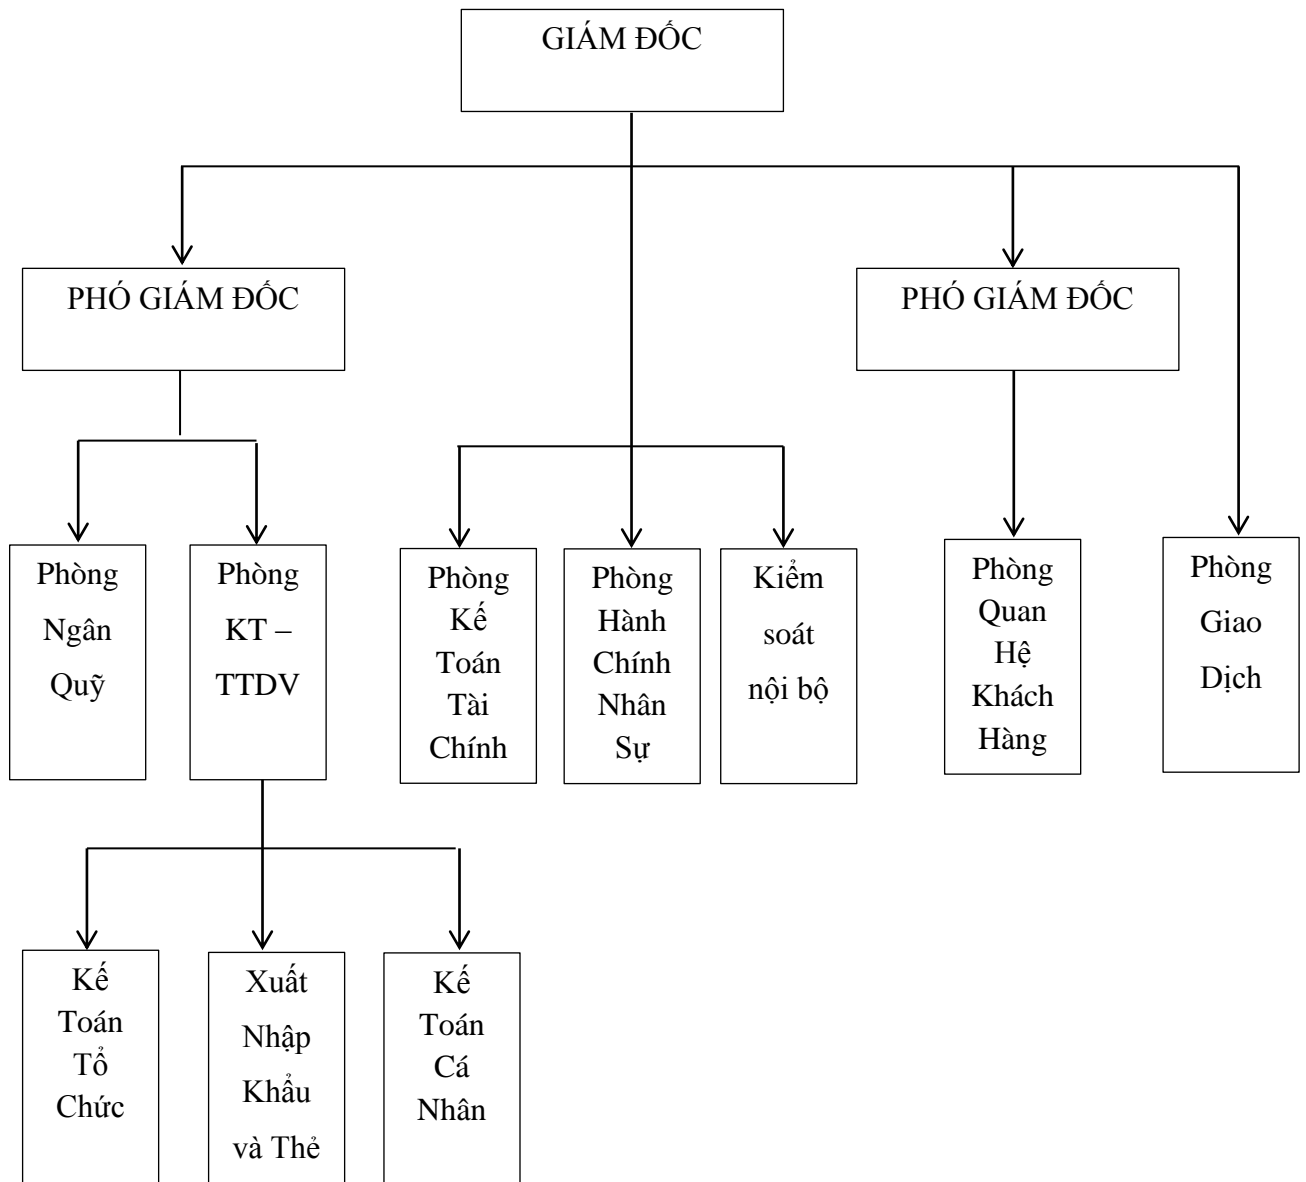 GIÁM ĐỐC
PHÓ GIÁM ĐỐC
PHÓ GIÁM ĐỐC
Phòng
Ngân
Quỹ
Phòng
KT –
TTDV
Phòng
Kế
Toán
Tài
Chính
Phòng
Hành
Chính
Nhân
Sự
Kiểm
soát
nội bộ
Phòng
Quan
Hệ
Khách
Hàng
Phòng
Giao
Dịch
Kế
Toán
Tổ
Chức
Xuất
Nhập
Khẩu
và Thẻ
Kế
Toán
Cá
Nhân